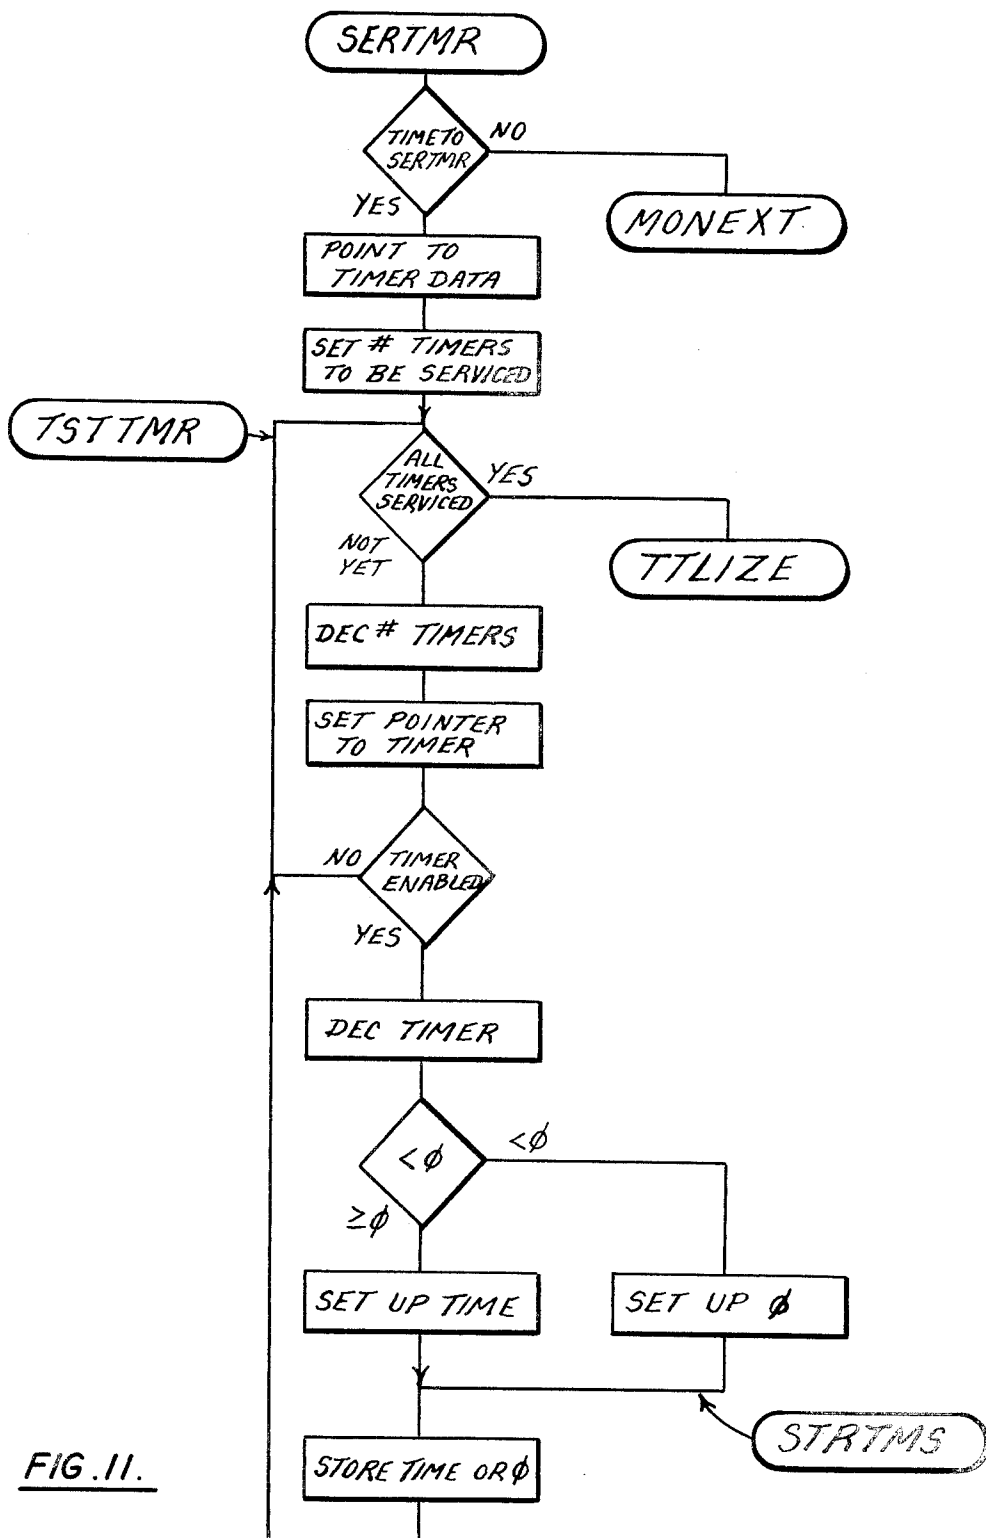 SERTMR
TIME TO
SERTMR
NO
YES
MONEXT
POINT TO
TIMER DATA
SET # TIMERS
TO BE SERVICED
TSTTMR
ALL
TIMERS
SERVICED
YES
NOT
YET
TTLIZE
DEC # TIMERS
SET POINTER
TO TIMER
NO
TIMER
ENABLED
YES
DEC TIMER
<φ
<φ
≥φ
SET UP TIME
SET UP φ
STRTMS
STORE TIME OR φ
FIG.11.